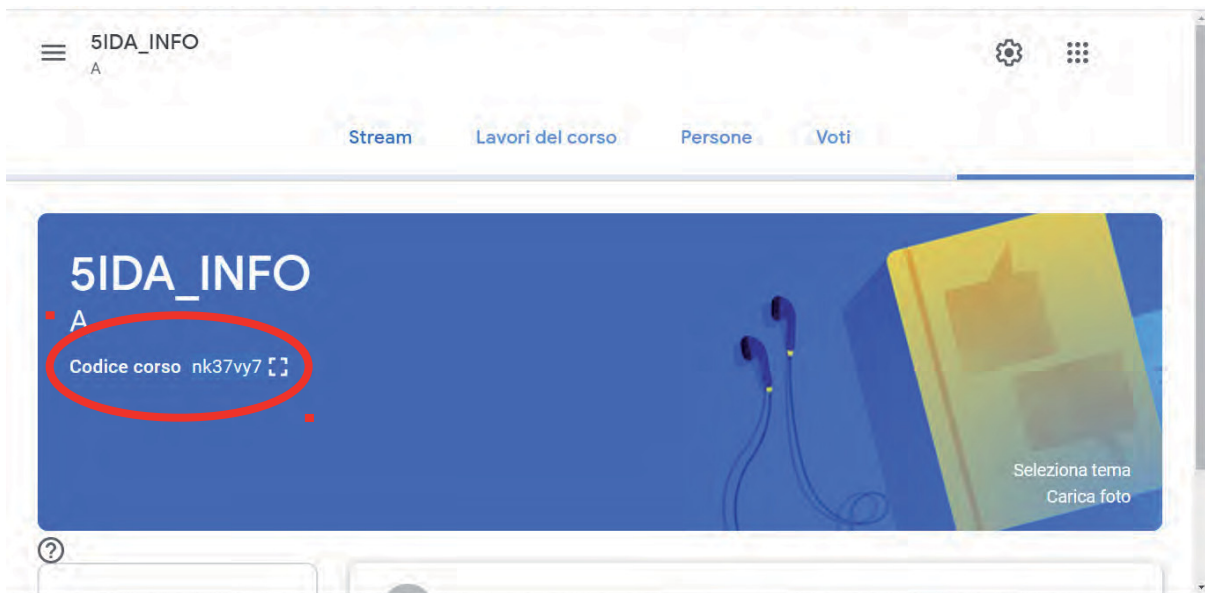 5IDA_INFO
A
Stream Lavori del corso Persone Voti
5IDA_INFO
A
Codice corso nk37vy7
Seleziona tema
Carica foto